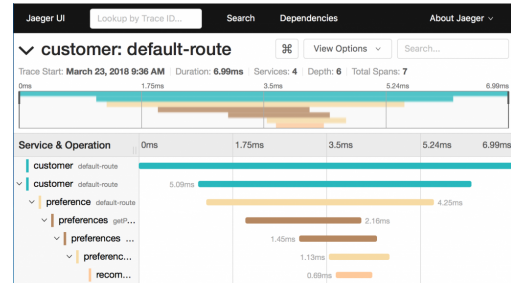 Jaeger UI Lookup by Trace ID... Search Dependencies About Jaeger
customer: default-route ⌘ View Options Search...
Trace Start: March 23, 2018 9:36 AM Duration: 6.99ms Services: 4 Depth: 6 Total Spans: 7
0ms 1.75ms 3.5ms 5.24ms 6.99ms
Service & Operation 0ms 1.75ms 3.5ms 5.24ms 6.99ms
customer default-route
customer default-route 5.09ms
preference default-route 4.25ms
preferences getP... 2.16ms
preferences ... 1.45ms
preferenc... 1.13ms
recom... 0.69ms